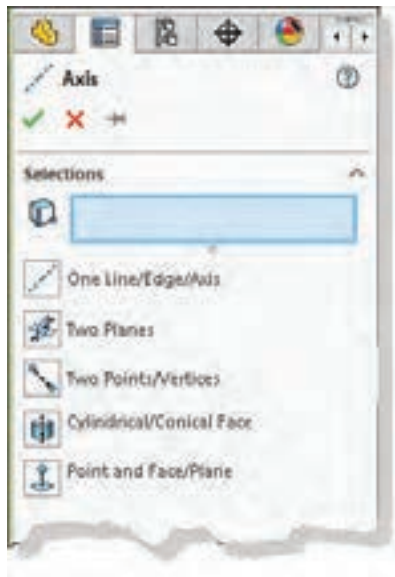 Axis
Selections
One Line/Edge/Axis
Two Planes
Two Points/Vertices
Cylindrical/Conical Face
Point and Face/Plane